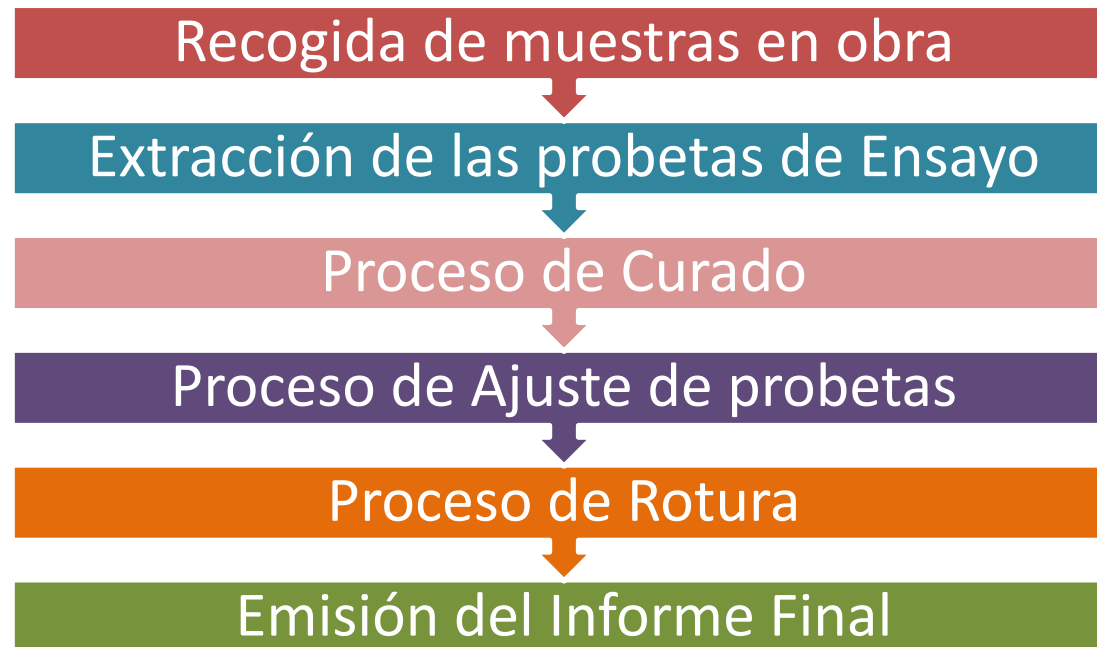 Recogida de muestras en obra
Extracción de las probetas de Ensayo
Proceso de Curado
Proceso de Ajuste de probetas
Proceso de Rotura
Emisión del Informe Final